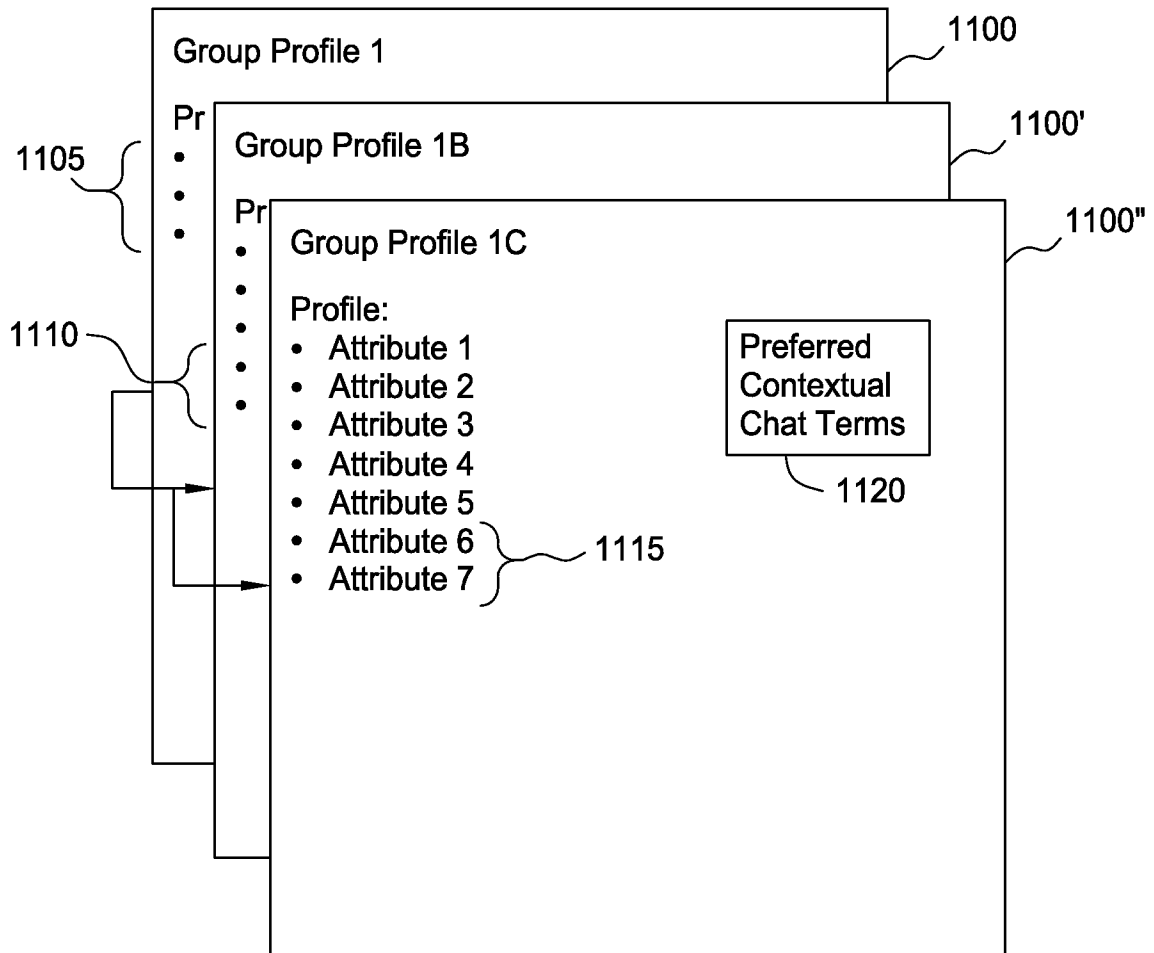 Group Profile 1
1100
Pr
•
•
•
1105
Group Profile 1B
1100'
Pr
•
•
•
•
•
1110
Group Profile 1C
1100"
Profile:
• Attribute 1
• Attribute 2
• Attribute 3
• Attribute 4
• Attribute 5
• Attribute 6
• Attribute 7
1115
Preferred
Contextual
Chat Terms
1120